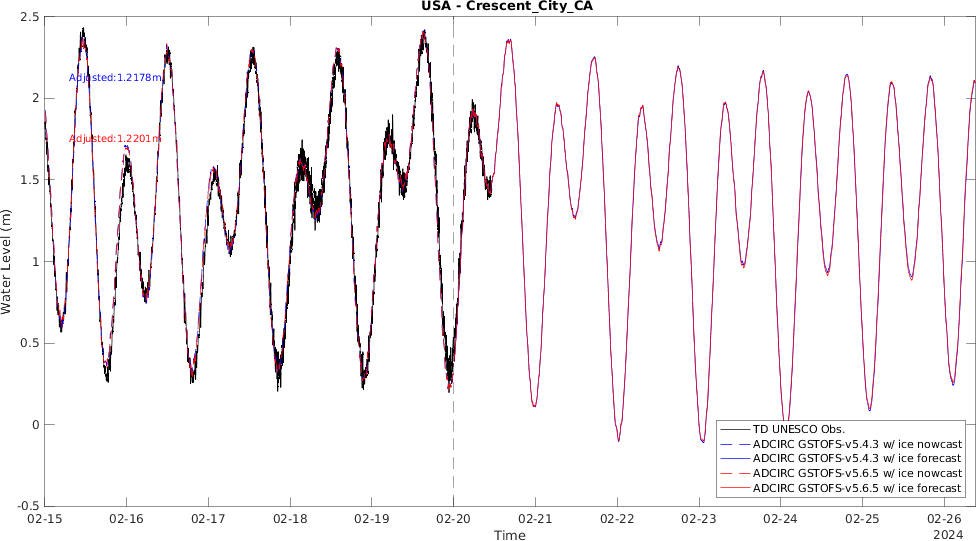 USA - Crescent_City_CA
2.5
2
1.5
1
0.5
0
-0.5
Water Level (m)
Adjusted:1.2178m
Adjusted:1.2201m
TD UNESCO Obs.
ADCIRC GSTOFS-v5.4.3 w/ ice nowcast
ADCIRC GSTOFS-v5.4.3 w/ ice forecast
ADCIRC GSTOFS-v5.6.5 w/ ice nowcast
ADCIRC GSTOFS-v5.6.5 w/ ice forecast
02-15 02-16 02-17 02-18 02-19 02-20 02-21 02-22 02-23 02-24 02-25 02-26
2024
Time